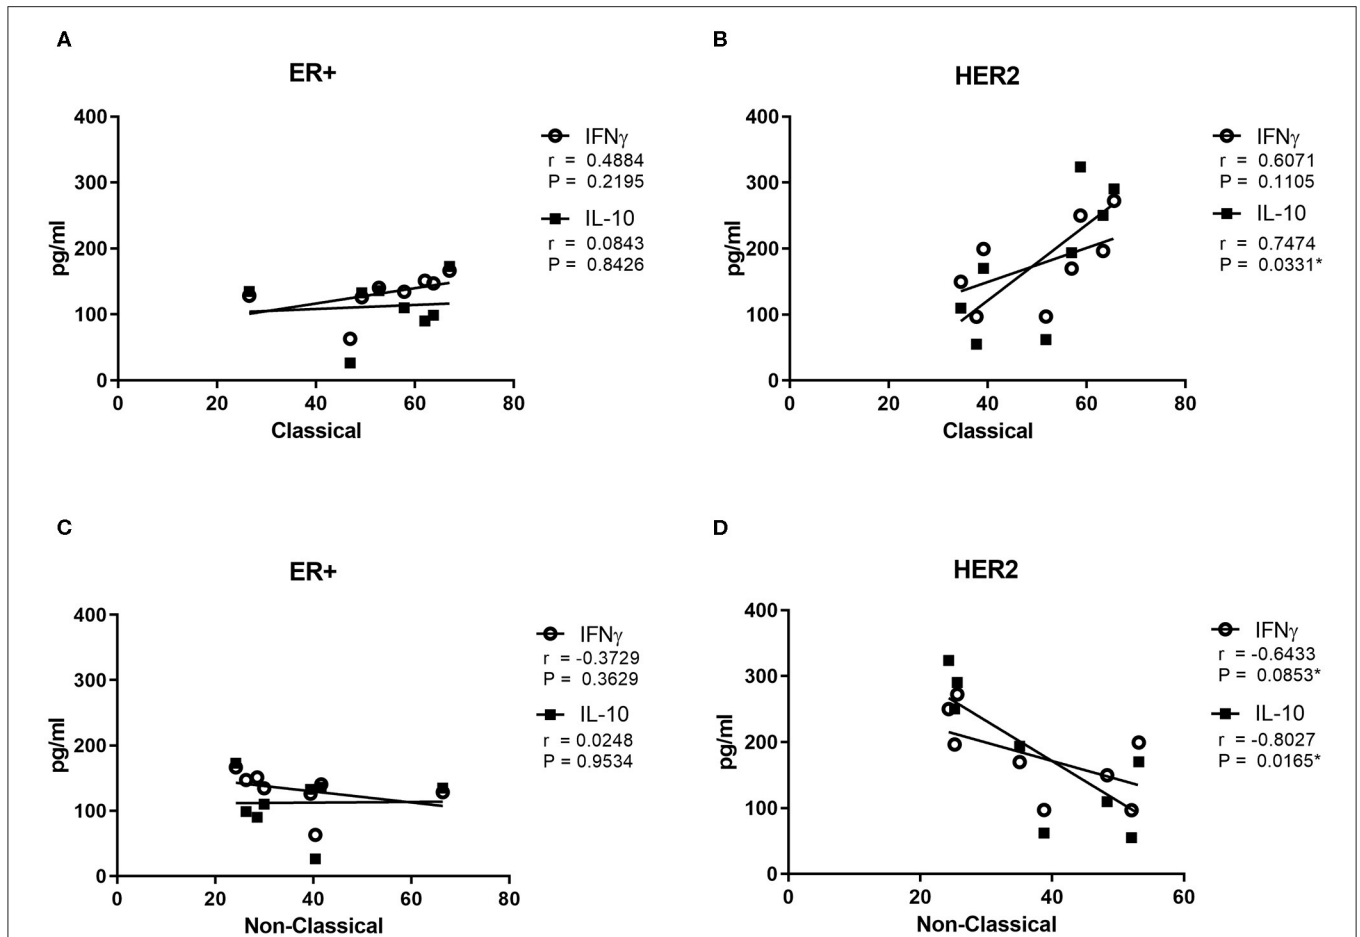 A
ER+
400
300
200
100
0
pg/ml
0 20 40 60 80
Classical
IFNγ
r = 0.4884
P = 0.2195
IL-10
r = 0.0843
P = 0.8426
B
HER2
400
300
200
100
0
pg/ml
0 20 40 60 80
Classical
IFNγ
r = 0.6071
P = 0.1105
IL-10
r = 0.7474
P = 0.0331*
C
ER+
400
300
200
100
0
pg/ml
0 20 40 60 80
Non-Classical
IFNγ
r = -0.3729
P = 0.3629
IL-10
r = 0.0248
P = 0.9534
D
HER2
400
300
200
100
0
pg/ml
0 20 40 60
Non-Classical
IFNγ
r = -0.6433
P = 0.0853*
IL-10
r = -0.8027
P = 0.0165*